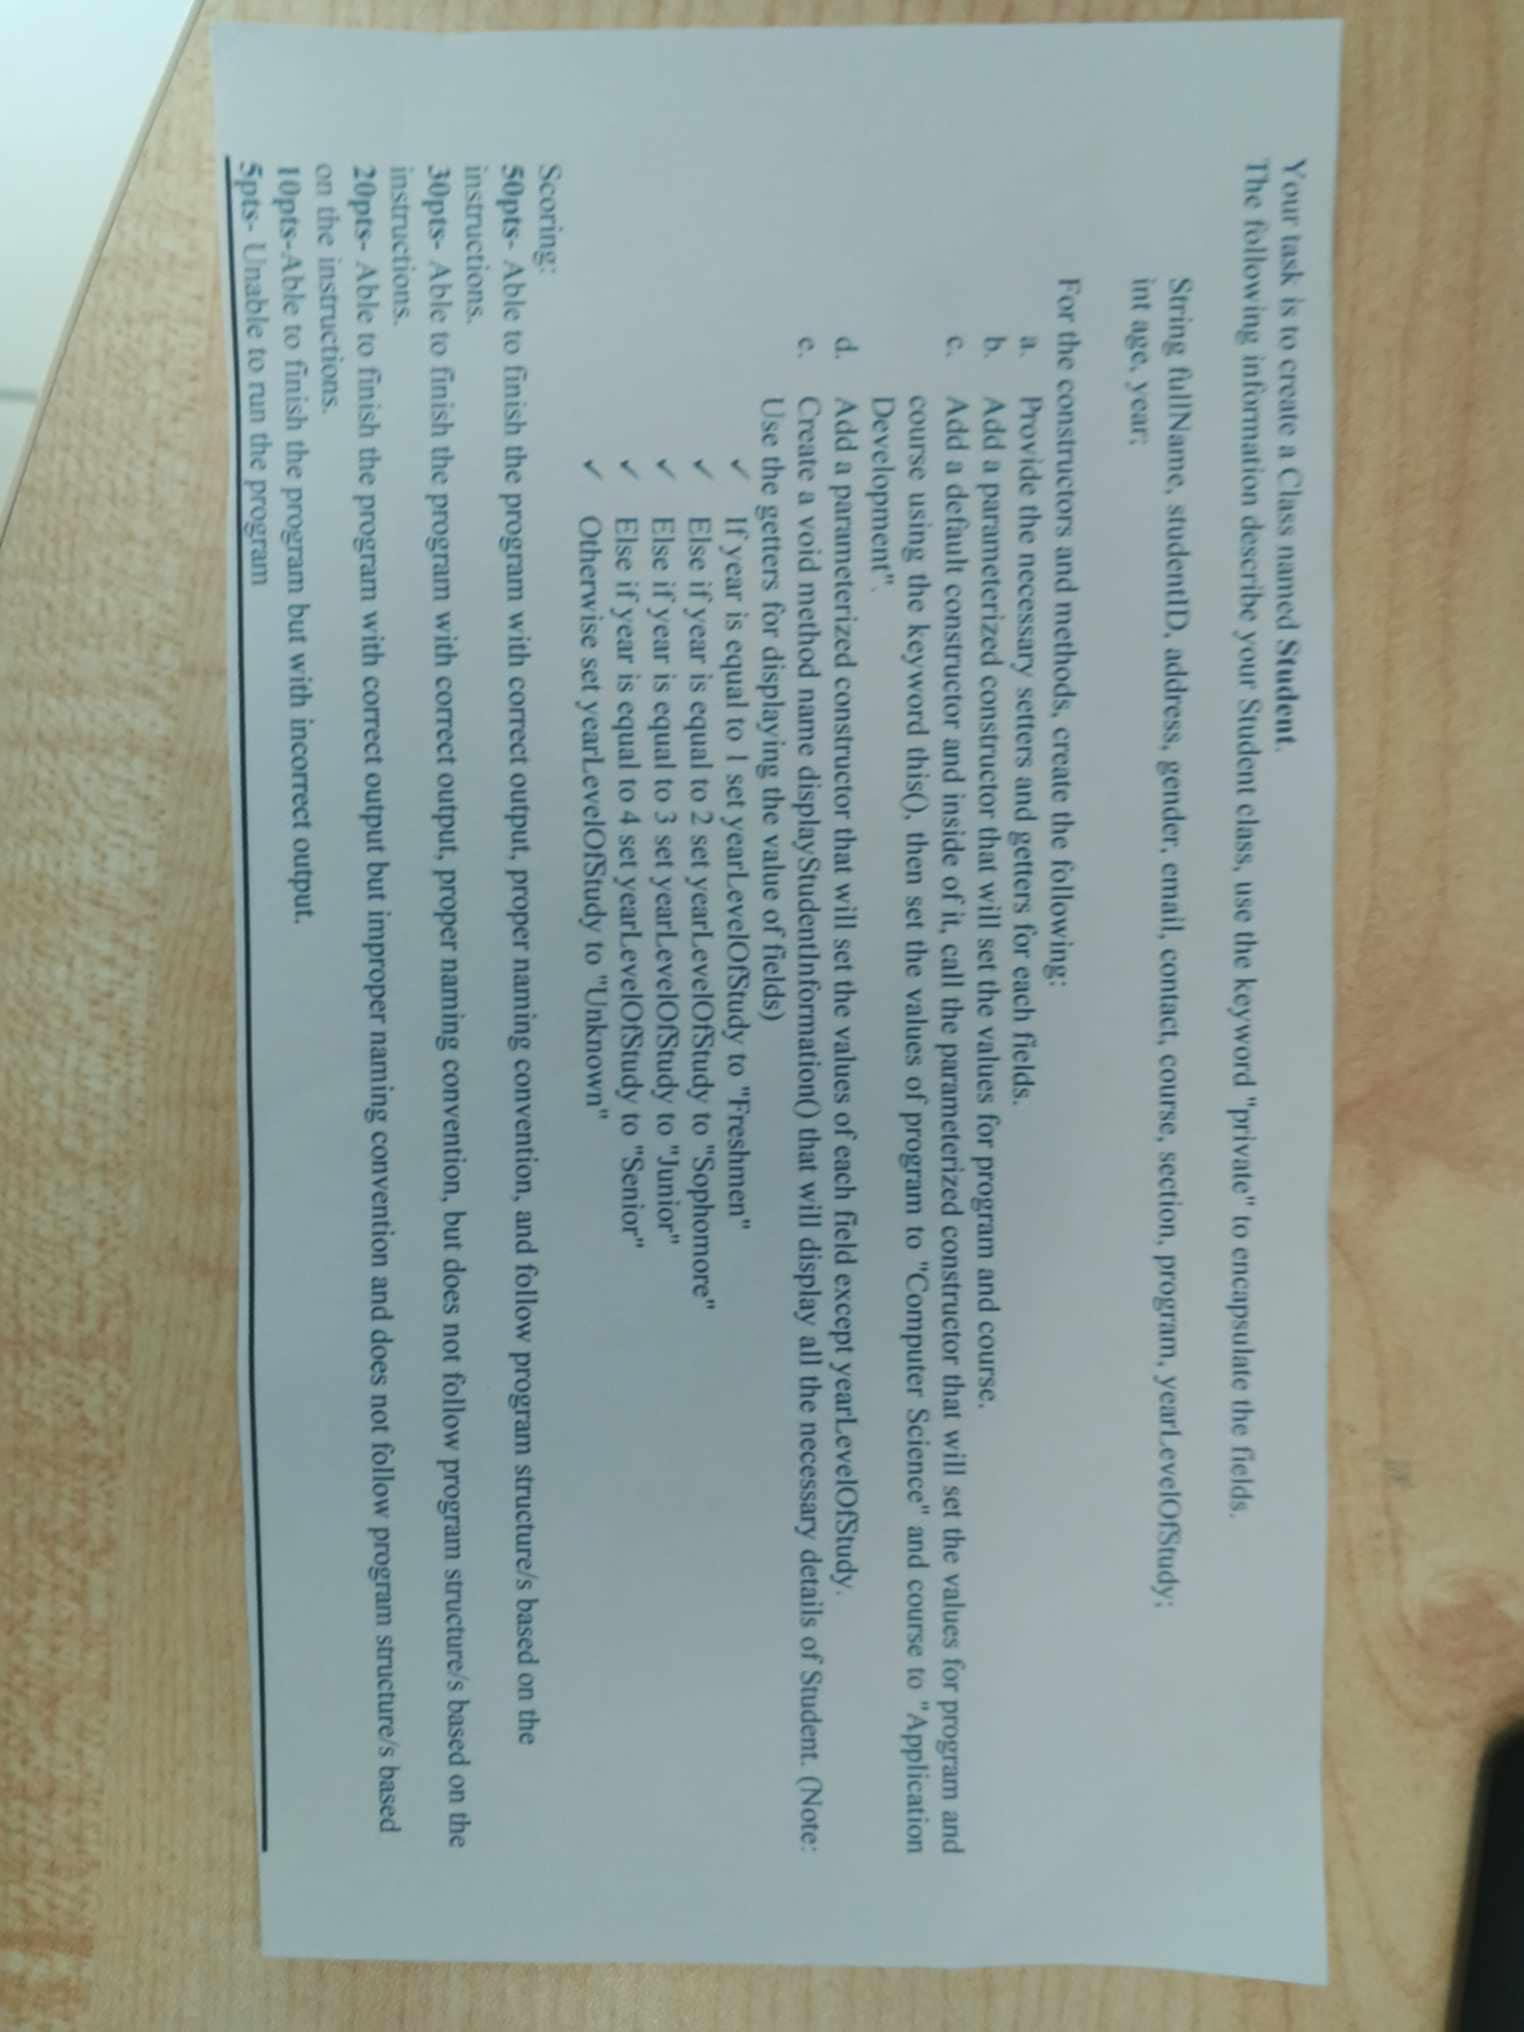 Your task is to create a Class named Student.
The following information describe your Student class, use the keyword "private" to encapsulate the fields.
String fullName, studentID, address, gender, email, contact, course, section, program, yearLevelOfStudy;
int age, year;
For the constructors and methods, create the following:
a. Provide the necessary setters and getters for each fields.
b. Add a parameterized constructor that will set the values for program and course.
c. Add a default constructor and inside of it, call the parameterized constructor that will set the values for program and
course using the keyword this(), then set the values of program to "Computer Science" and course to "Application
Development".
d. Add a parameterized constructor that will set the values of each field except yearLevelOfStudy.
e. Create a void method name displayStudentInformation() that will display all the necessary details of Student. (Note:
Use the getters for displaying the value of fields)
✓ If year is equal to 1 set yearLevelOfStudy to "Freshmen"
✓ Else if year is equal to 2 set yearLevelOfStudy to "Sophomore"
✓ Else if year is equal to 3 set yearLevelOfStudy to "Junior"
✓ Else if year is equal to 4 set yearLevelOfStudy to "Senior"
✓ Otherwise set yearLevelOfStudy to "Unknown"
Scoring:
50pts- Able to finish the program with correct output, proper naming convention, and follow program structure/s based on the
instructions.
30pts- Able to finish the program with correct output, proper naming convention, but does not follow program structure/s based on the
instructions.
20pts- Able to finish the program with correct output but improper naming convention and does not follow program structure/s based
on the instructions.
10pts-Able to finish the program but with incorrect output.
5pts- Unable to run the program